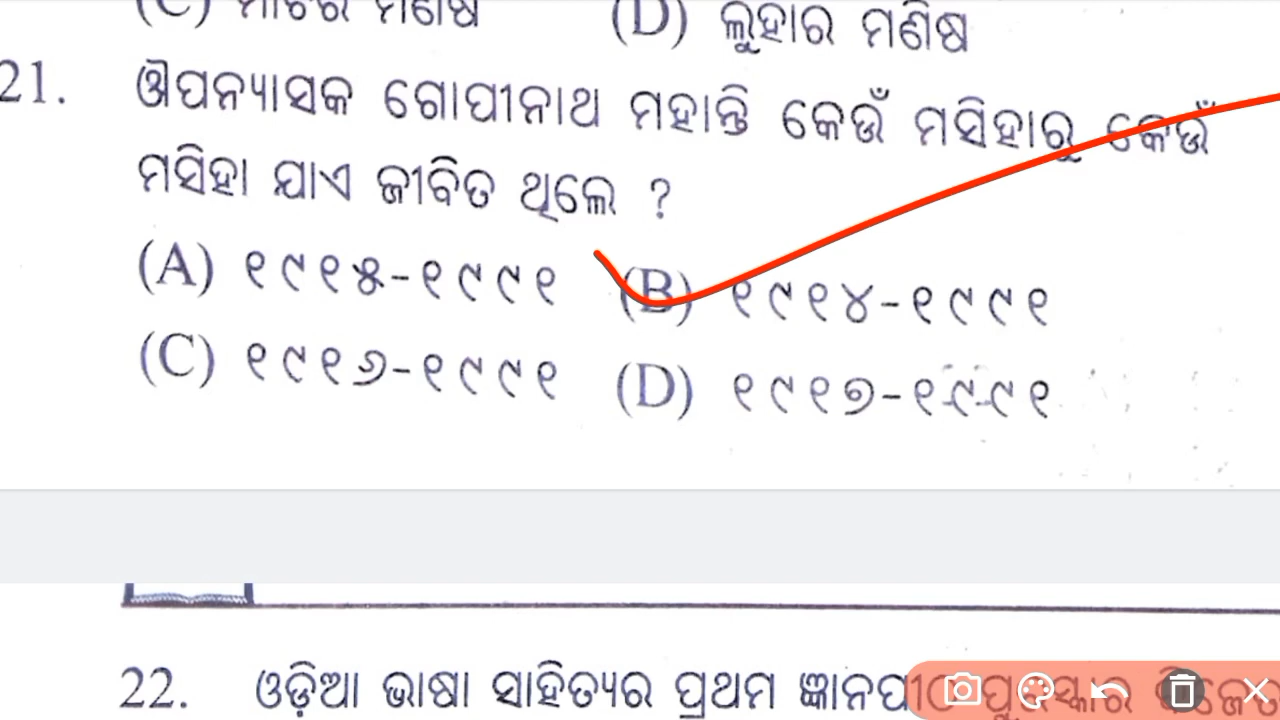 (C) ମାଟିର ମଣିଷ (D) ଲୁହାର ମଣିଷ
21. ଔପନ୍ୟାସିକ ଗୋପୀନାଥ ମହାନ୍ତି କେଉଁ ମସିହାରୁ କେଉଁ
ମସିହା ଯାଏ ଜୀବିତ ଥିଲେ ?
(A) ୧୯୧୫-୧୯୯୧ (B) ୧୯୧୪-୧୯୯୧
(C) ୧୯୧୬-୧୯୯୧ (D) ୧୯୧୭-୧୯୯୧
22. ଓଡ଼ିଆ ଭାଷା ସାହିତ୍ୟର ପ୍ରଥମ ଜ୍ଞାନପୀଠ ପୁରସ୍କାର